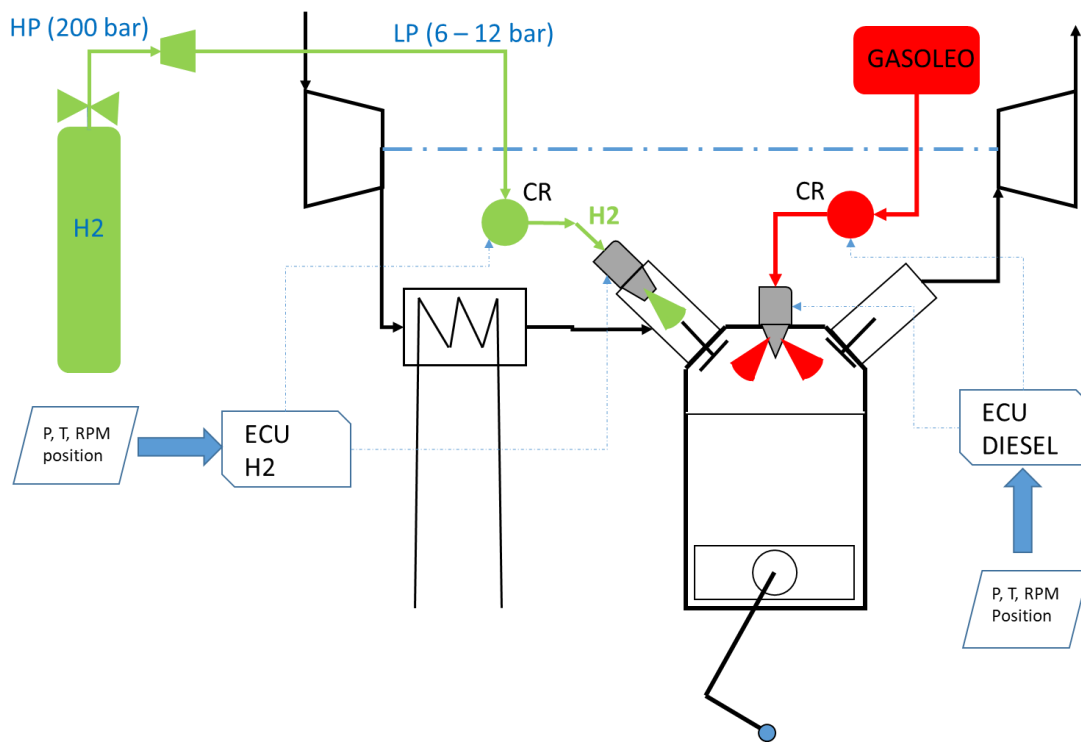 HP (200 bar)
LP (6 – 12 bar)
GASOLEO
CR
CR
H2
H2
P, T, RPM
position
ECU
H2
ECU
DIESEL
P, T, RPM
Position